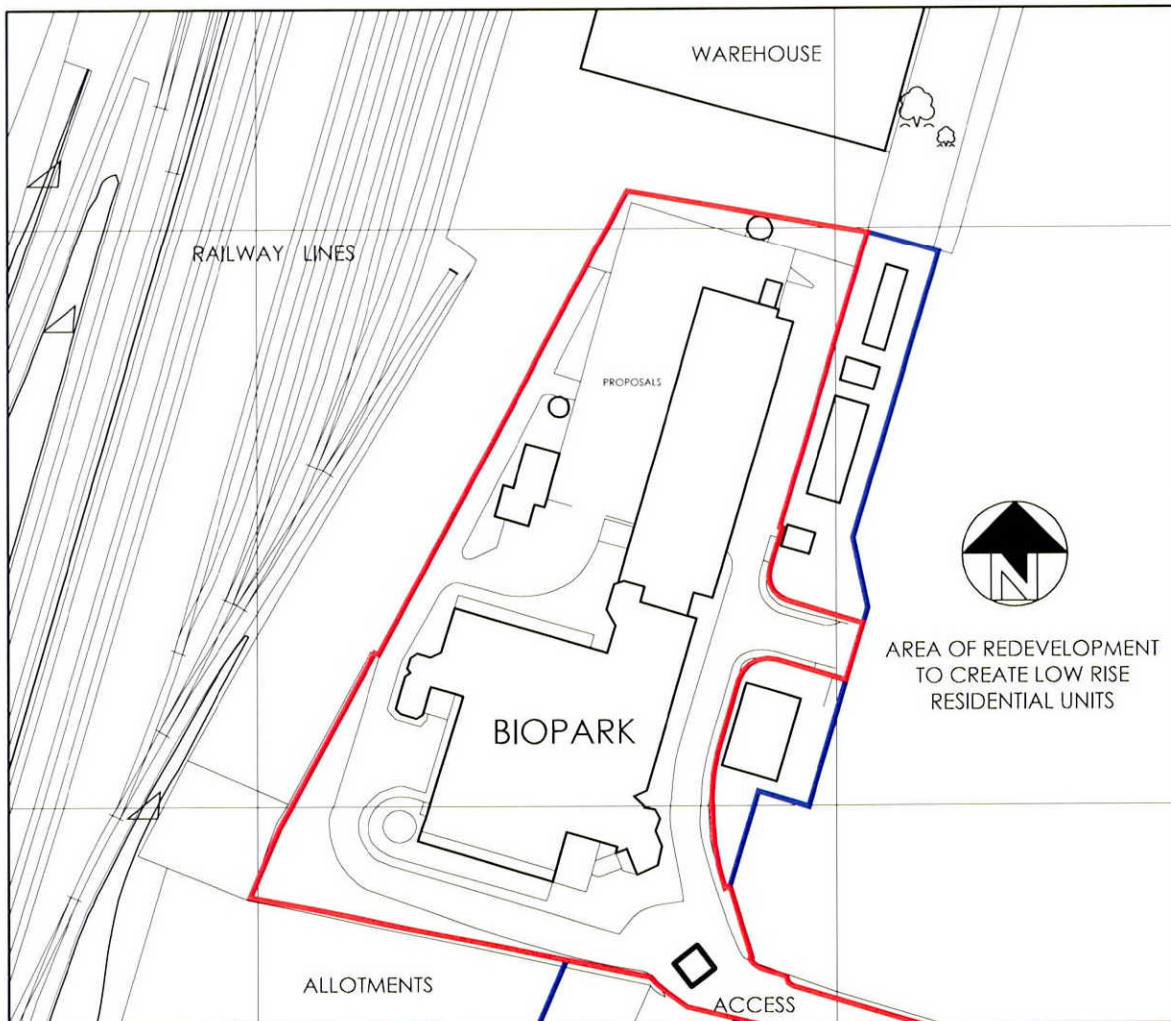 WAREHOUSE
RAILWAY LINES
PROPOSALS
N
AREA OF REDEVELOPMENT
TO CREATE LOW RISE
RESIDENTIAL UNITS
BIOPARK
ALLOTMENTS
ACCESS